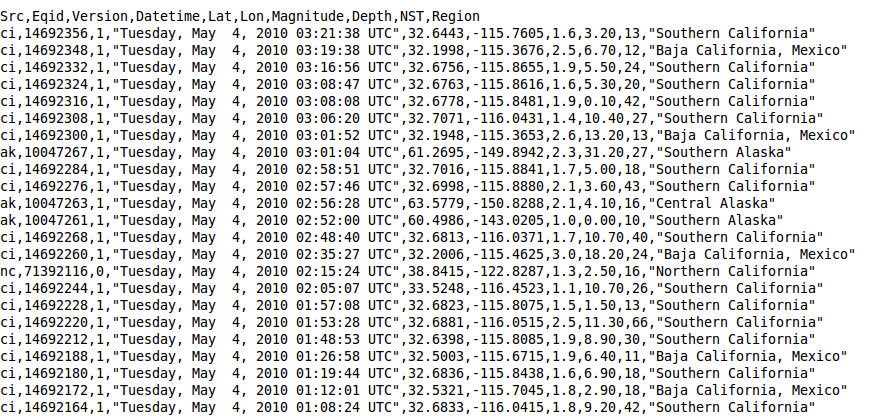 Src,Eqid,Version,Datetime,Lat,Lon,Magnitude,Depth,NST,Region
ci,14692356,1,"Tuesday, May  4, 2010 03:21:38 UTC",32.6443,-115.7605,1.6,3.20,13,"Southern California"
ci,14692348,1,"Tuesday, May  4, 2010 03:19:38 UTC",32.1998,-115.3676,2.5,6.70,12,"Baja California, Mexico"
ci,14692332,1,"Tuesday, May  4, 2010 03:16:56 UTC",32.6756,-115.8655,1.9,5.50,24,"Southern California"
ci,14692324,1,"Tuesday, May  4, 2010 03:08:47 UTC",32.6763,-115.8616,1.6,5.30,20,"Southern California"
ci,14692316,1,"Tuesday, May  4, 2010 03:08:08 UTC",32.6778,-115.8481,1.9,0.10,42,"Southern California"
ci,14692308,1,"Tuesday, May  4, 2010 03:06:20 UTC",32.7071,-116.0431,1.4,10.40,27,"Southern California"
ci,14692300,1,"Tuesday, May  4, 2010 03:01:52 UTC",32.1948,-115.3653,2.6,13.20,13,"Baja California, Mexico"
ak,10047267,1,"Tuesday, May  4, 2010 03:01:04 UTC",61.2695,-149.8942,2.3,31.20,27,"Southern Alaska"
ci,14692284,1,"Tuesday, May  4, 2010 02:58:51 UTC",32.7016,-115.8841,1.7,5.00,18,"Southern California"
ci,14692276,1,"Tuesday, May  4, 2010 02:57:46 UTC",32.6998,-115.8880,2.1,3.60,43,"Southern California"
ak,10047263,1,"Tuesday, May  4, 2010 02:56:28 UTC",63.5779,-150.8288,2.1,4.10,16,"Central Alaska"
ak,10047261,1,"Tuesday, May  4, 2010 02:52:00 UTC",60.4986,-143.0205,1.0,0.00,10,"Southern Alaska"
ci,14692268,1,"Tuesday, May  4, 2010 02:48:40 UTC",32.6813,-116.0371,1.7,10.70,40,"Southern California"
ci,14692260,1,"Tuesday, May  4, 2010 02:35:27 UTC",32.2006,-115.4625,3.0,18.20,24,"Baja California, Mexico"
nc,71392116,0,"Tuesday, May  4, 2010 02:15:24 UTC",38.8415,-122.8287,1.3,2.50,16,"Northern California"
ci,14692244,1,"Tuesday, May  4, 2010 02:05:07 UTC",33.5248,-116.4523,1.1,10.70,26,"Southern California"
ci,14692228,1,"Tuesday, May  4, 2010 01:57:08 UTC",32.6823,-115.8075,1.5,1.50,13,"Southern California"
ci,14692220,1,"Tuesday, May  4, 2010 01:53:28 UTC",32.6881,-116.0515,2.5,11.30,66,"Southern California"
ci,14692212,1,"Tuesday, May  4, 2010 01:48:53 UTC",32.6398,-115.8085,1.9,8.90,30,"Southern California"
ci,14692188,1,"Tuesday, May  4, 2010 01:26:58 UTC",32.5003,-115.6715,1.9,6.40,11,"Baja California, Mexico"
ci,14692180,1,"Tuesday, May  4, 2010 01:19:44 UTC",32.6836,-115.8438,1.6,6.90,18,"Southern California"
ci,14692172,1,"Tuesday, May  4, 2010 01:12:01 UTC",32.5321,-115.7045,1.8,2.90,18,"Baja California, Mexico"
ci,14692164,1,"Tuesday, May  4, 2010 01:08:24 UTC",32.6833,-116.0415,1.8,9.20,42,"Southern California"